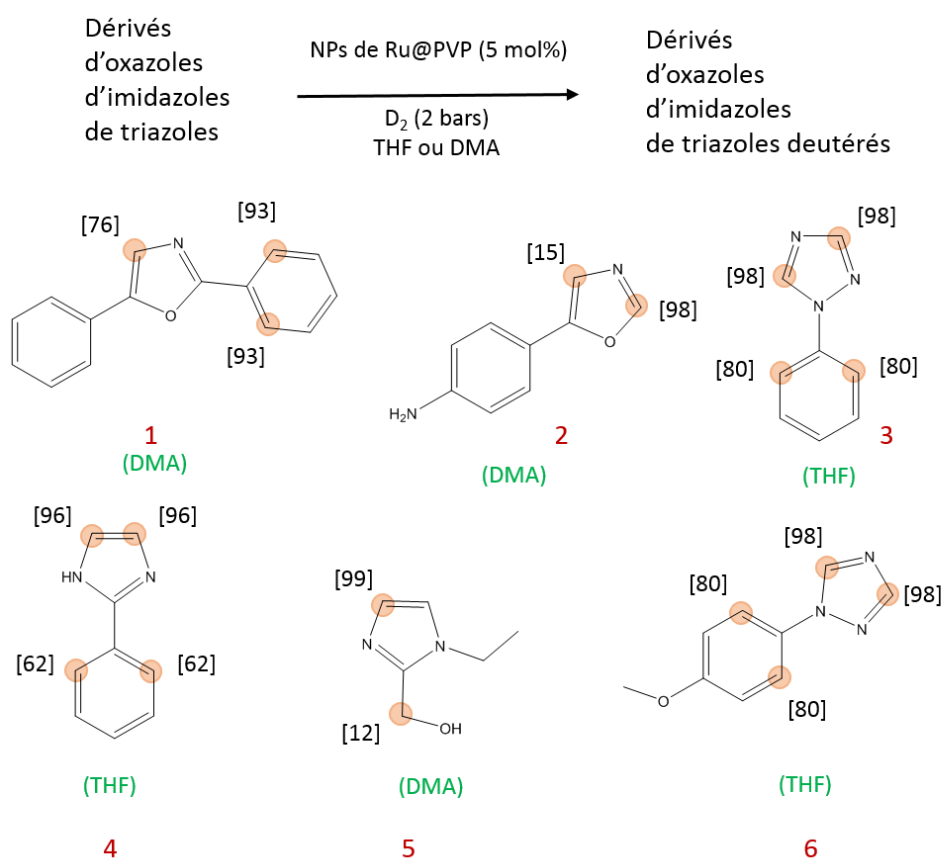 Dérivés
d’oxazoles
d’imidazoles
de triazoles
NPs de Ru@PVP (5 mol%)
D₂ (2 bars)
THF ou DMA
Dérivés
d’oxazoles
d’imidazoles
de triazoles deutérés
[76]
N
O
[93]
[93]
1
(DMA)
[15]
N
[98]
O
H₂N
2
(DMA)
[98]
N
[98]
N
N
[80]
[80]
3
(THF)
[96]
[96]
HN
N
[62]
[62]
(THF)
4
[99]
N
N
[12]
OH
(DMA)
5
[98]
N
[98]
[80]
N
N
O
[80]
(THF)
6